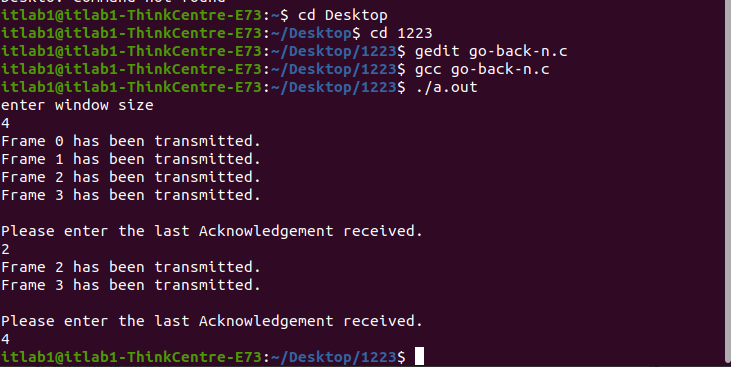 itlab1@itlab1-ThinkCentre-E73:~$ cd Desktop
itlab1@itlab1-ThinkCentre-E73:~/Desktop$ cd 1223
itlab1@itlab1-ThinkCentre-E73:~/Desktop/1223$ gedit go-back-n.c
itlab1@itlab1-ThinkCentre-E73:~/Desktop/1223$ gcc go-back-n.c
itlab1@itlab1-ThinkCentre-E73:~/Desktop/1223$ ./a.out
enter window size
4
Frame 0 has been transmitted.
Frame 1 has been transmitted.
Frame 2 has been transmitted.
Frame 3 has been transmitted.
Please enter the last Acknowledgement received.
2
Frame 2 has been transmitted.
Frame 3 has been transmitted.
Please enter the last Acknowledgement received.
4
itlab1@itlab1-ThinkCentre-E73:~/Desktop/1223$